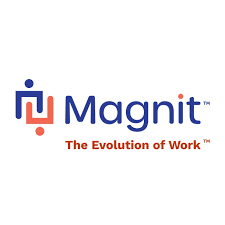 Magnit™
The Evolution of Work™